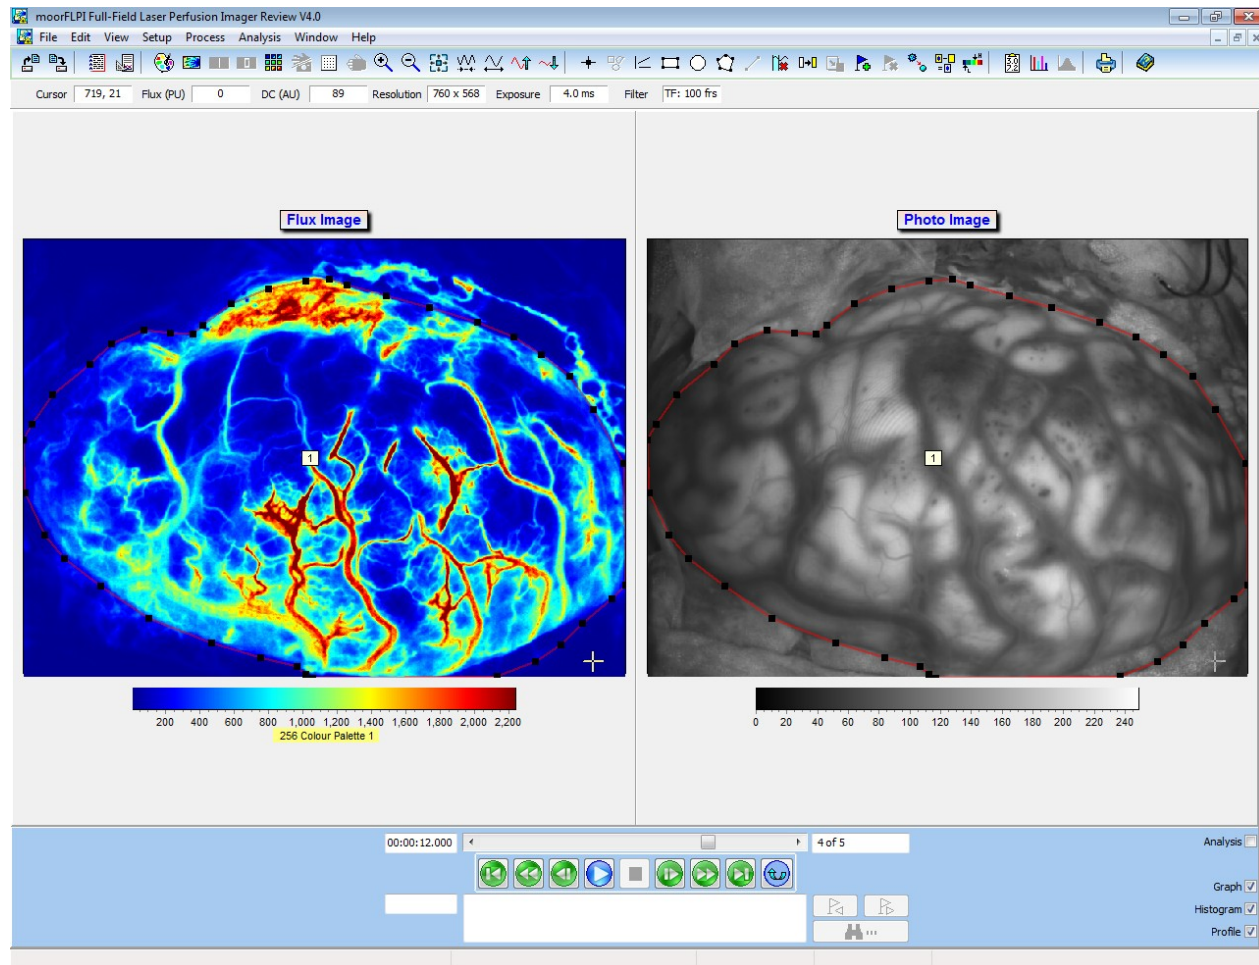 moorFLPI Full-Field Laser Perfusion Imager Review V4.0
File Edit View Setup Process Analysis Window Help
Cursor 719, 21 Flux (PU) 0 DC (AU) 89 Resolution 760 x 568 Exposure 4.0 ms Filter TF: 100 frs
Flux Image
Photo Image
1
1
200 400 600 800 1,000 1,200 1,400 1,600 1,800 2,000 2,200
256 Colour Palette 1
0 20 40 60 80 100 120 140 160 180 200 220 240
00:00:12.000
4 of 5
Analysis
Graph
Histogram
Profile